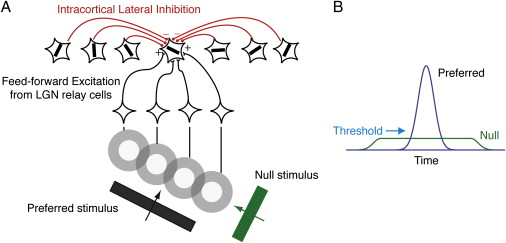 A
Intracortical Lateral Inhibition
Feed-forward Excitation
from LGN relay cells
+
+
Null stimulus
Preferred stimulus
B
Preferred
Threshold
Null
Time